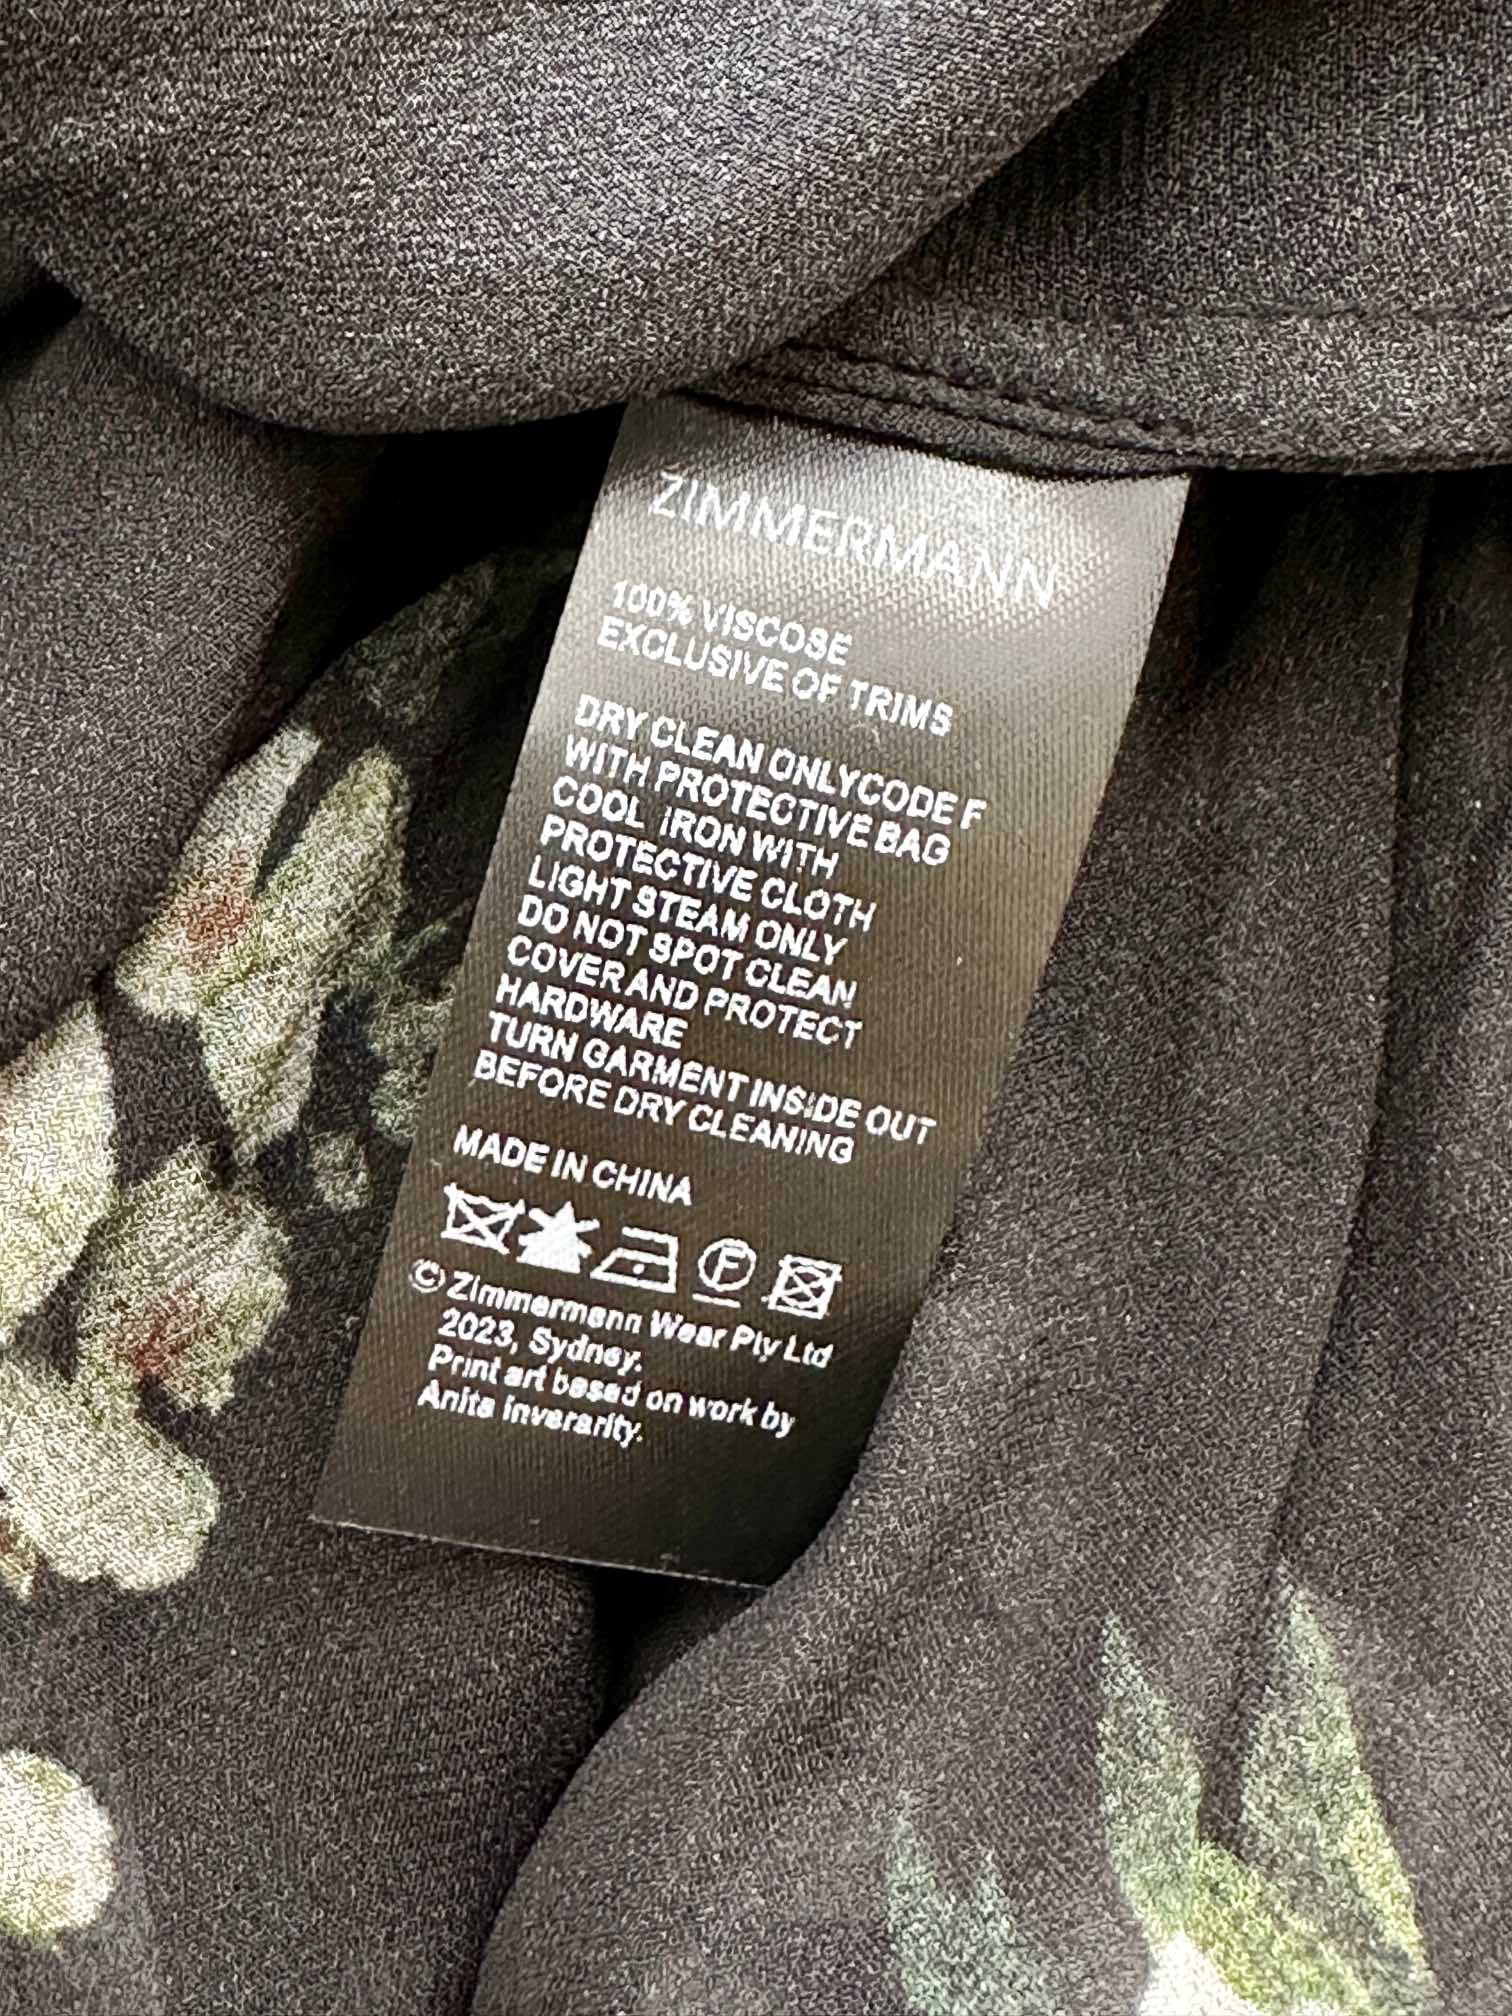 ZIMMERMANN
100% VISCOSE
EXCLUSIVE OF TRIMS
DRY CLEAN ONLYCODE F
WITH PROTECTIVE BAG
COOL IRON WITH
PROTECTIVE CLOTH
LIGHT STEAM ONLY
DO NOT SPOT CLEAN
COVER AND PROTECT
HARDWARE
TURN GARMENT INSIDE OUT
BEFORE DRY CLEANING
MADE IN CHINA
F
© Zimmermann Wear Pty Ltd
2023, Sydney.
Print art based on work by
Anita Inverarity.